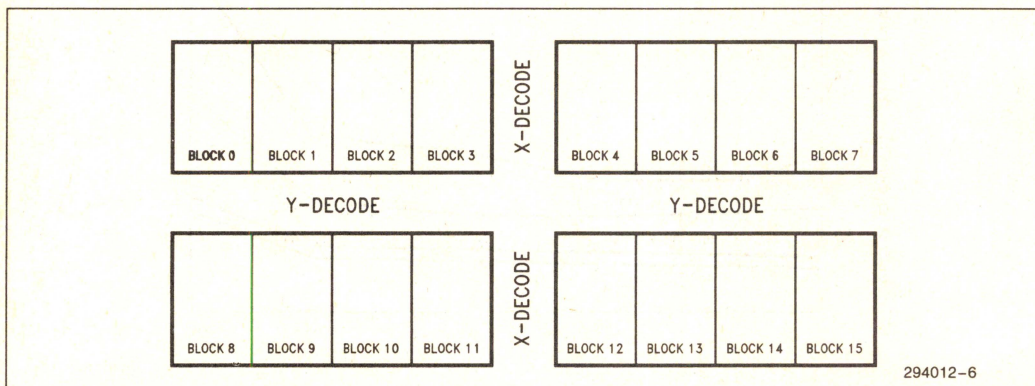 BLOCK 0 BLOCK 1 BLOCK 2 BLOCK 3 X-DECODE BLOCK 4 BLOCK 5 BLOCK 6 BLOCK 7
Y-DECODE Y-DECODE
BLOCK 8 BLOCK 9 BLOCK 10 BLOCK 11 X-DECODE BLOCK 12 BLOCK 13 BLOCK 14 BLOCK 15
294012-6